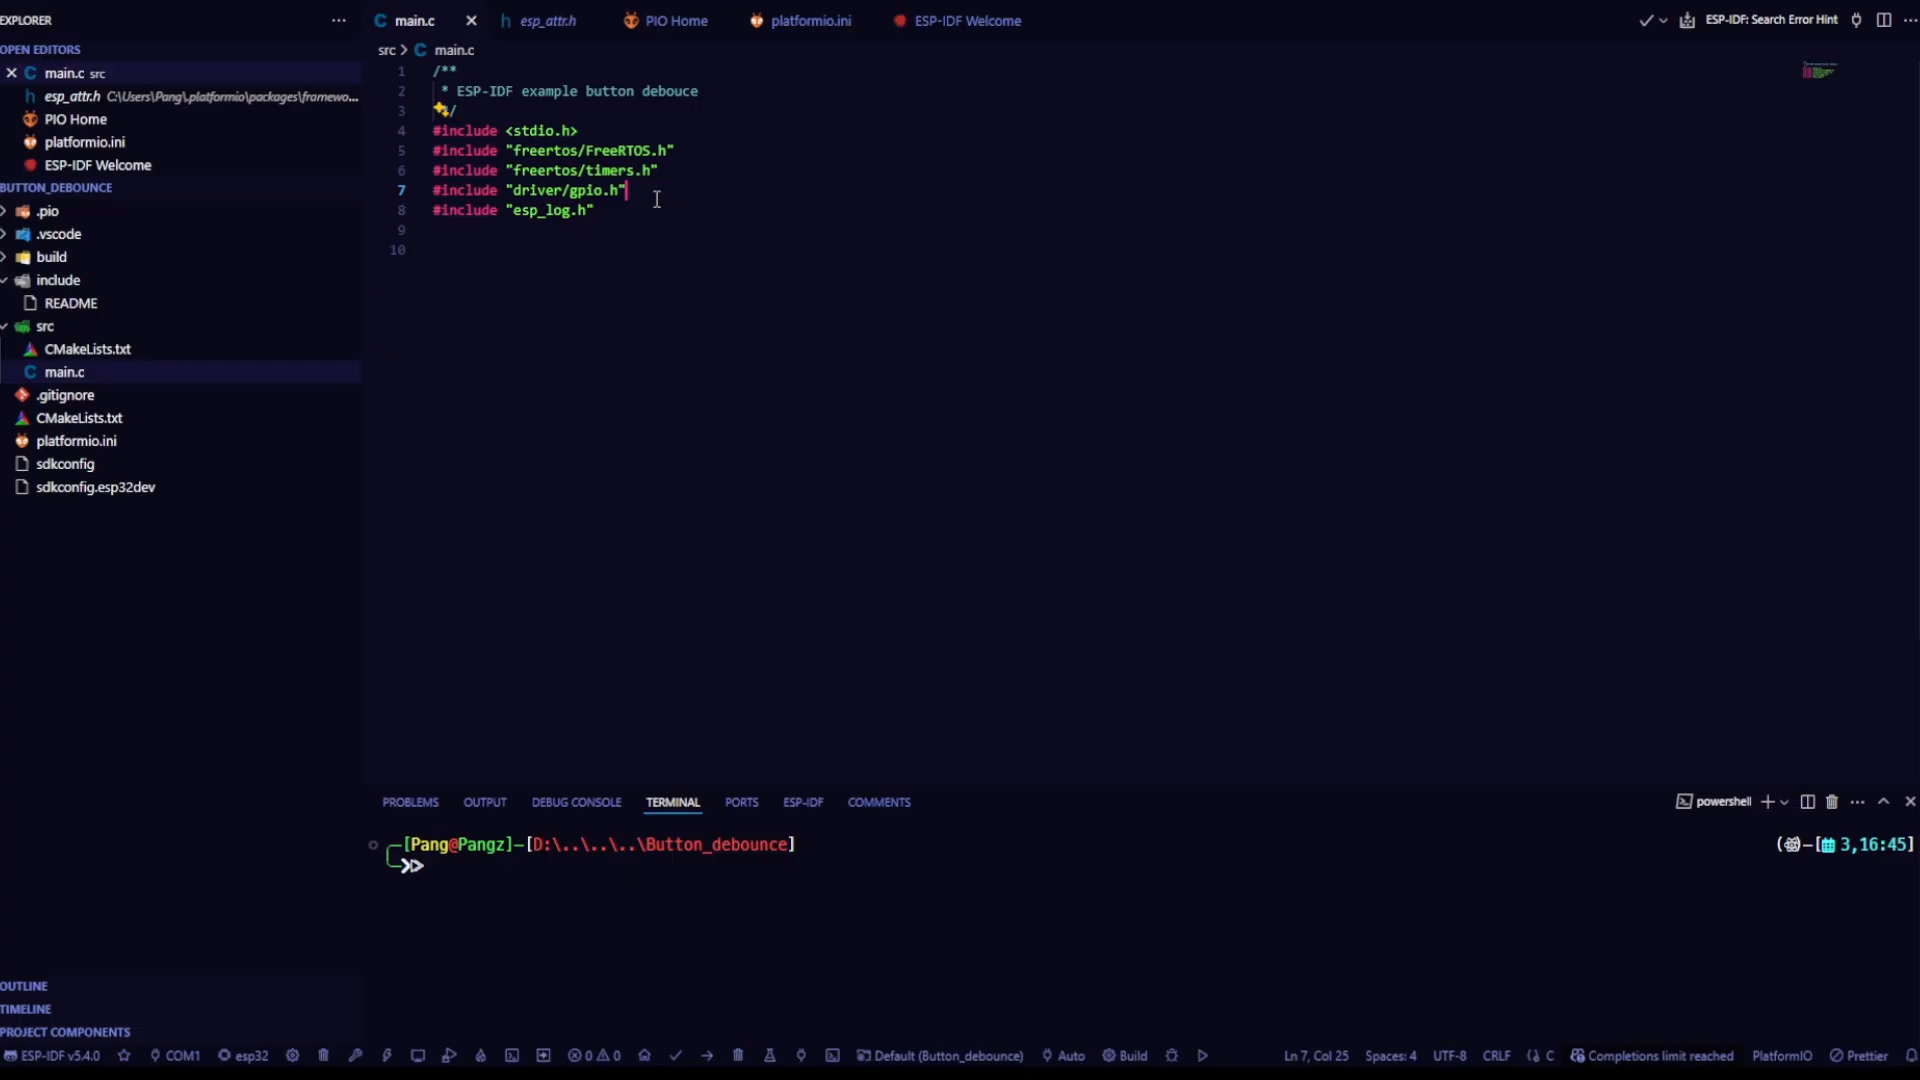 EXPLORER
OPEN EDITORS
main.c src
esp_attr.h C:\Users\Pang\.platformio\packages\framewo...
PIO Home
platformio.ini
ESP-IDF Welcome
BUTTON_DEBOUNCE
.pio
.vscode
build
include
README
src
CMakeLists.txt
main.c
.gitignore
CMakeLists.txt
platformio.ini
sdkconfig
sdkconfig.esp32dev
OUTLINE
TIMELINE
PROJECT COMPONENTS
main.c esp_attr.h PIO Home platformio.ini ESP-IDF Welcome
ESP-IDF: Search Error Hint
src > C main.c
1 /**
2 * ESP-IDF example button debouce
3 */
4 #include <stdio.h>
5 #include "freertos/FreeRTOS.h"
6 #include "freertos/timers.h"
7 #include "driver/gpio.h"
8 #include "esp_log.h"
9
10
PROBLEMS OUTPUT DEBUG CONSOLE TERMINAL PORTS ESP-IDF COMMENTS
powershell
[Pang@Pangz]-[D:\..\..\..\Button_debounce]
3,16:45]
ESP-IDF v5.4.0 COM1 esp32 0 0 Default (Button_debounce) Auto Build Ln 7, Col 25 Spaces: 4 UTF-8 CRLF C Completions limit reached PlatformIO Prettier